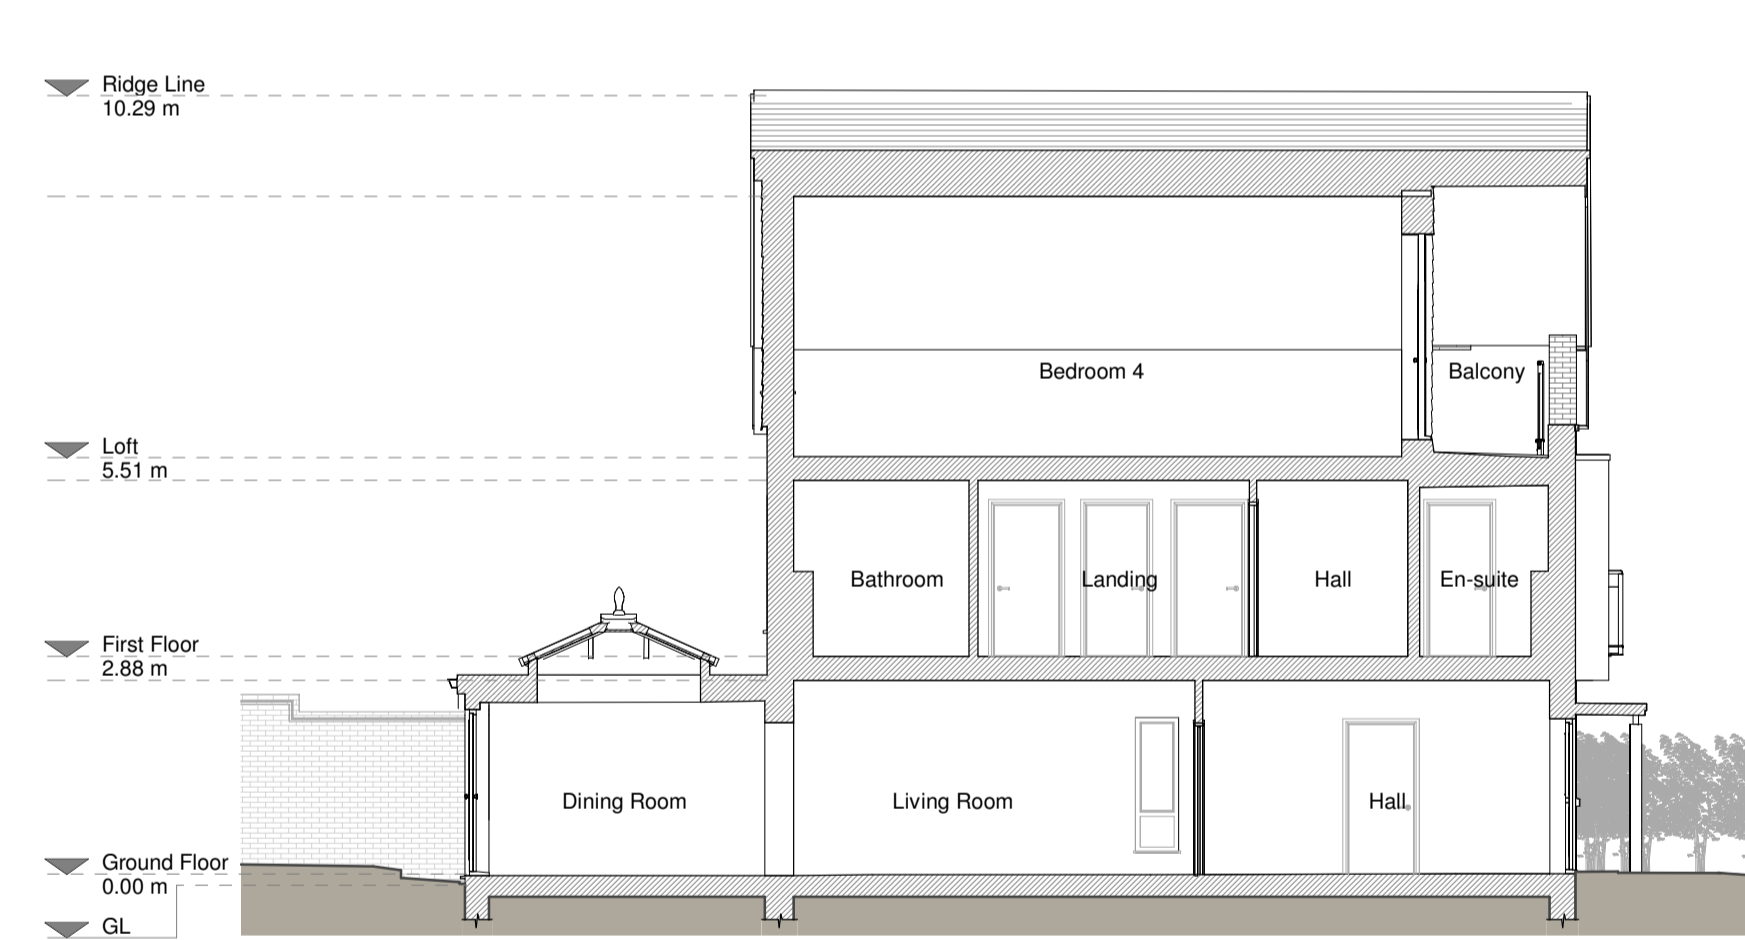 Ridge Line
10.29 m
Bedroom 4
Balcony
Loft
5.51 m
Bathroom
Landing
Hall
En-suite
First Floor
2.88 m
Dining Room
Living Room
Hall
Ground Floor
0.00 m
GL